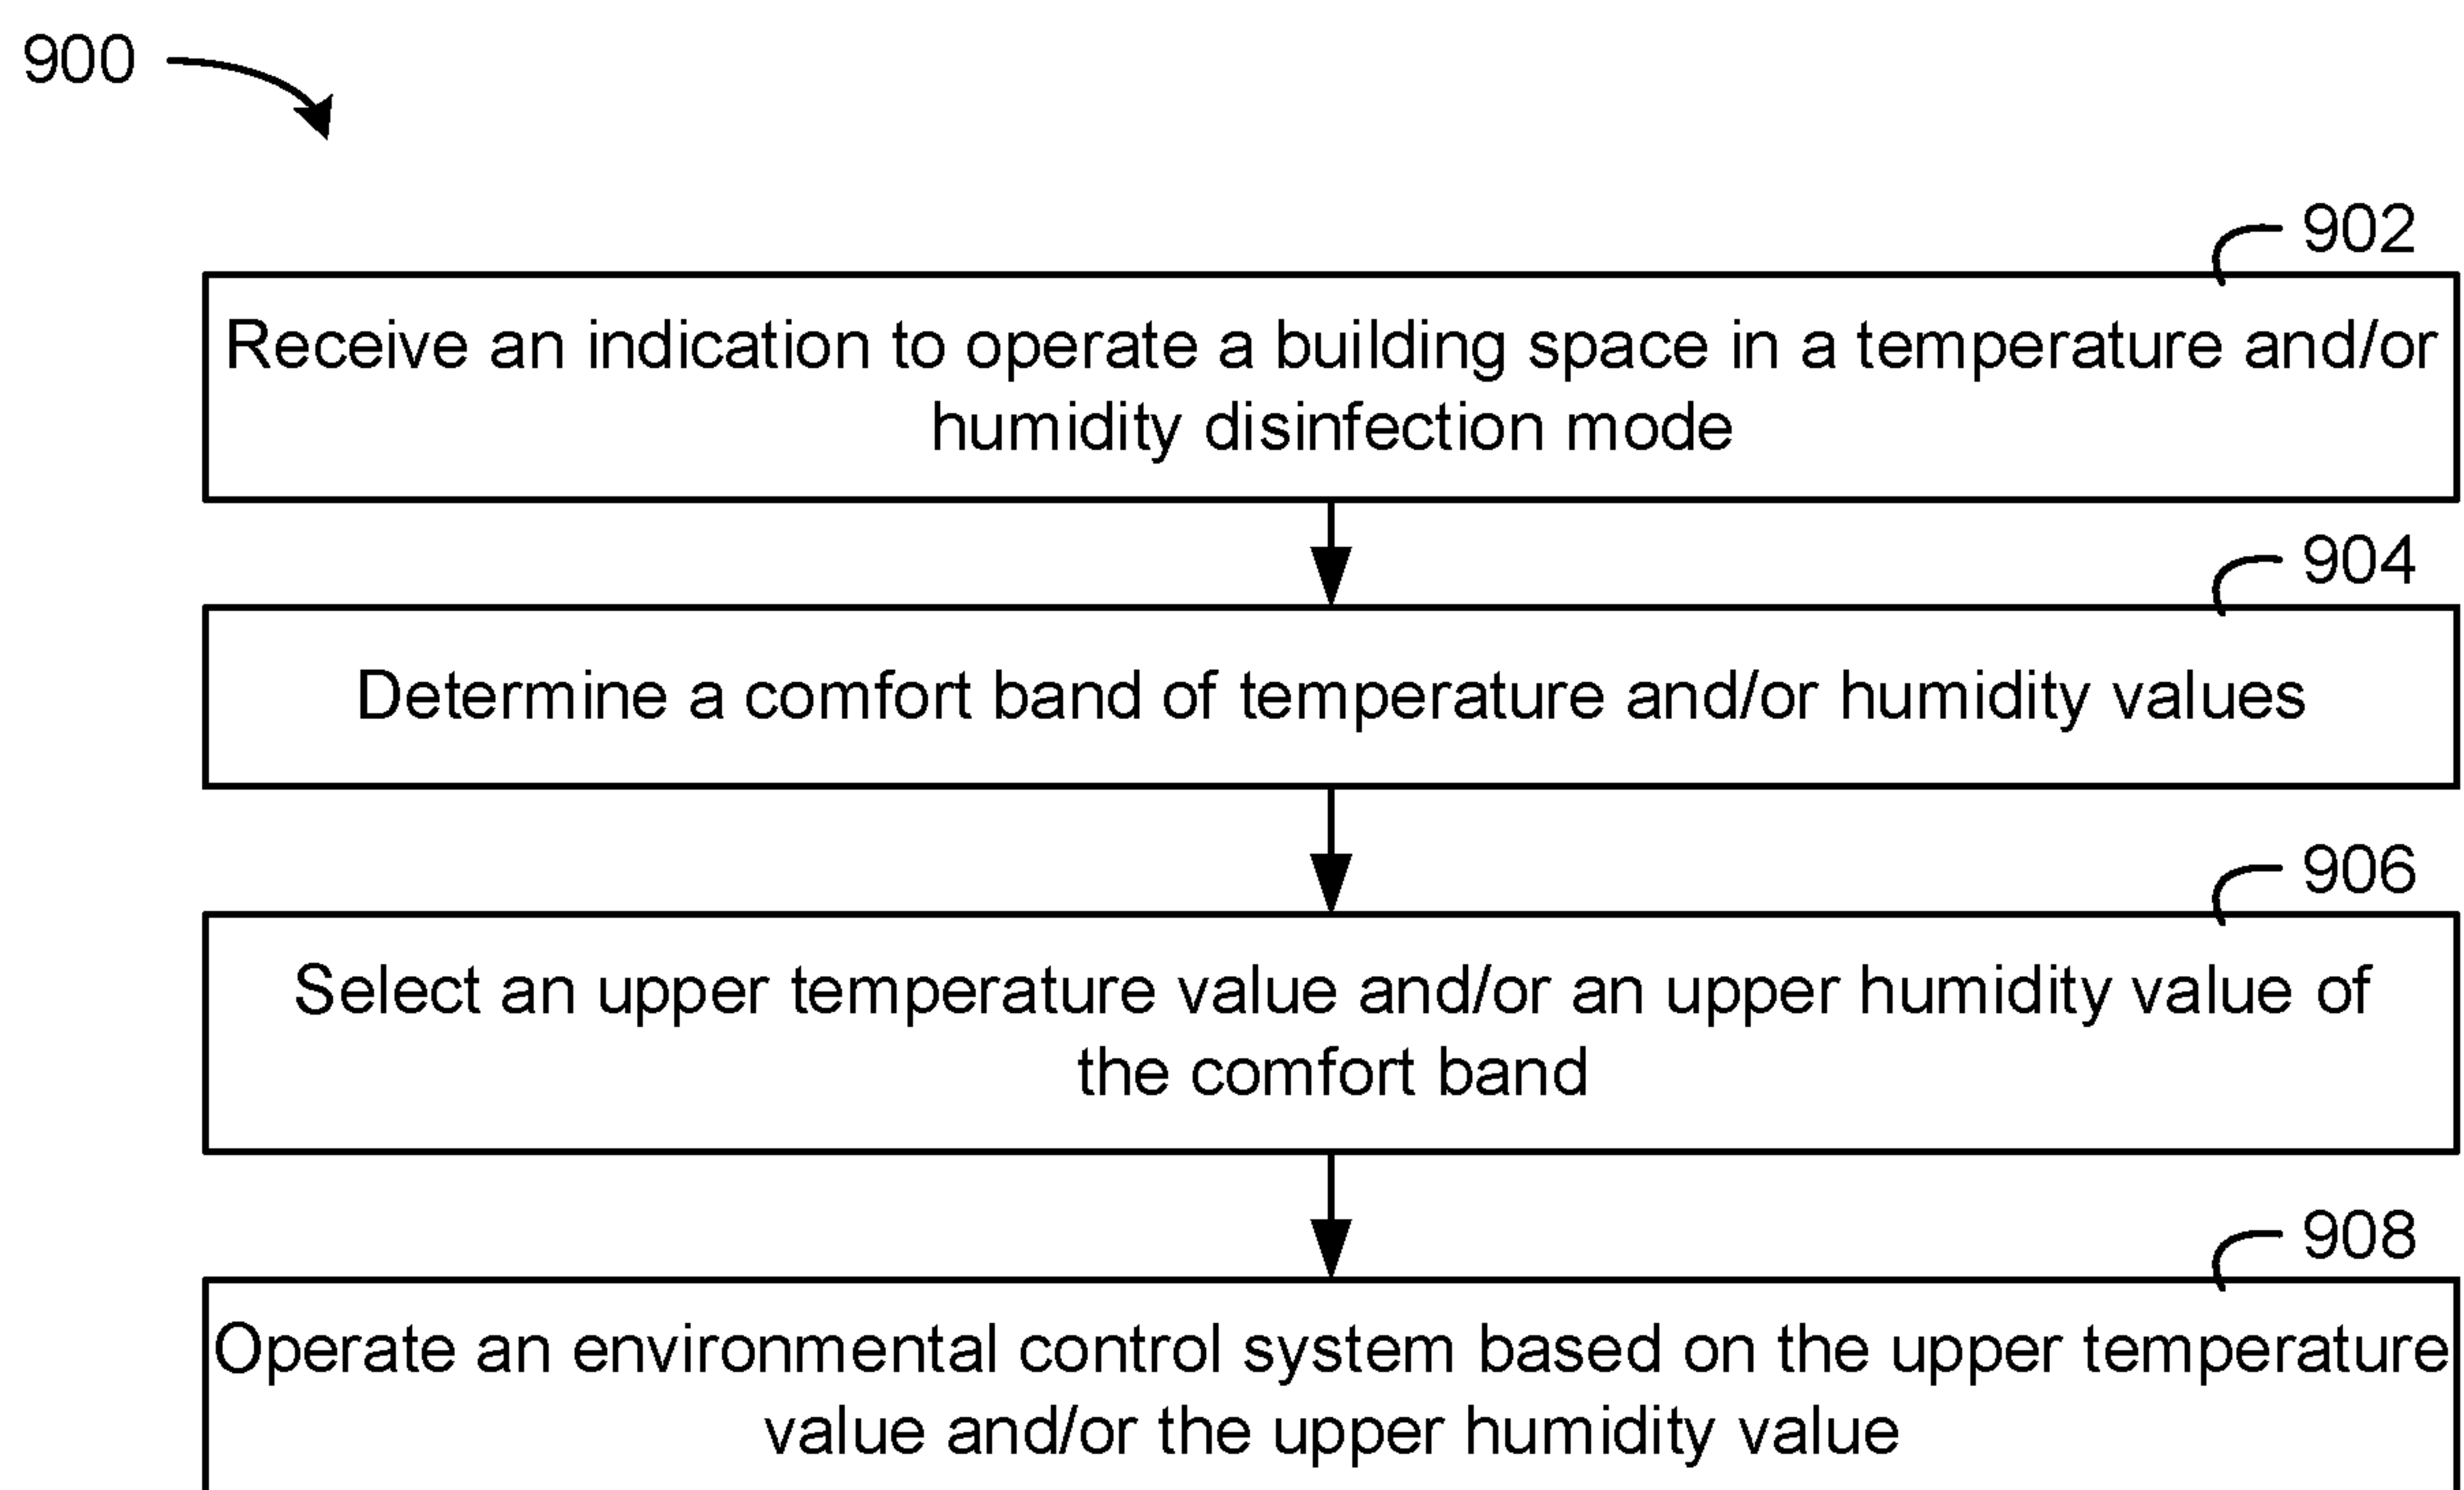 900
902
Receive an indication to operate a building space in a temperature and/or
humidity disinfection mode
904
Determine a comfort band of temperature and/or humidity values
906
Select an upper temperature value and/or an upper humidity value of
the comfort band
908
Operate an environmental control system based on the upper temperature
value and/or the upper humidity value